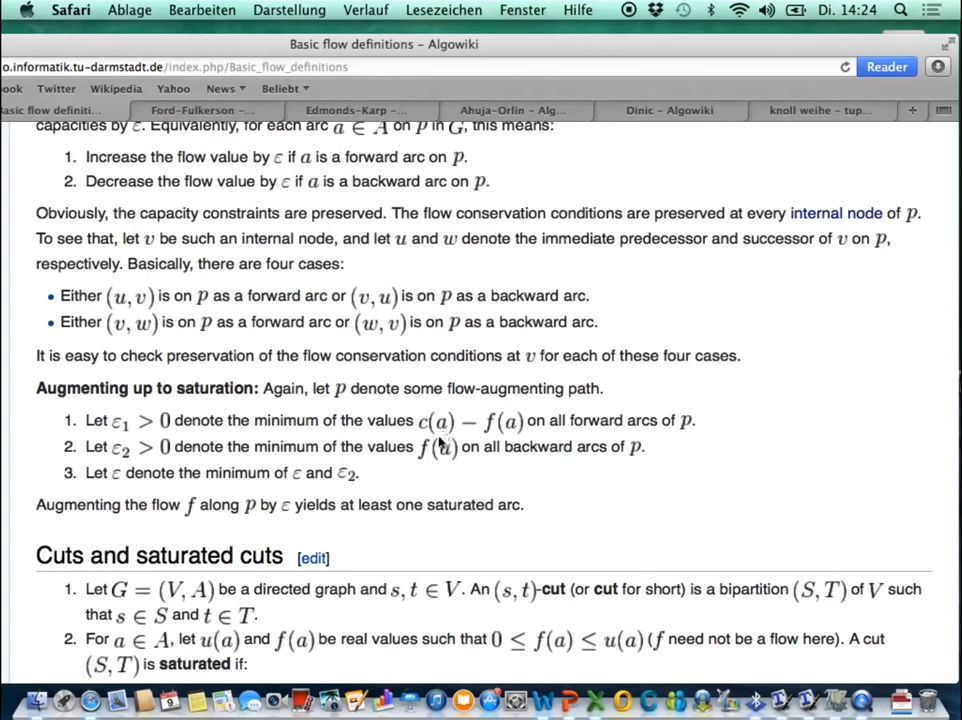 Safari Ablage Bearbeiten Darstellung Verlauf Lesezeichen Fenster Hilfe Di. 14:24
Basic flow definitions – Algowiki
o.informatik.tu-darmstadt.de/index.php/Basic_flow_definitions Reader
ook Twitter Wikipedia Yahoo News Beliebt
asic flow definiti... Ford-Fulkerson –... Edmonds-Karp –... Ahuja-Orlin – Alg... Dinic – Algowiki knoll weihe – tup...
capacities by ε. Equivalently, for each arc a ∈ A on p in G, this means:
1. Increase the flow value by ε if a is a forward arc on p.
2. Decrease the flow value by ε if a is a backward arc on p.
Obviously, the capacity constraints are preserved. The flow conservation conditions are preserved at every internal node of p.
To see that, let v be such an internal node, and let u and w denote the immediate predecessor and successor of v on p,
respectively. Basically, there are four cases:
• Either (u, v) is on p as a forward arc or (v, u) is on p as a backward arc.
• Either (v, w) is on p as a forward arc or (w, v) is on p as a backward arc.
It is easy to check preservation of the flow conservation conditions at v for each of these four cases.
Augmenting up to saturation: Again, let p denote some flow-augmenting path.
1. Let ε₁ > 0 denote the minimum of the values c(a) − f(a) on all forward arcs of p.
2. Let ε₂ > 0 denote the minimum of the values f(a) on all backward arcs of p.
3. Let ε denote the minimum of ε and ε₂.
Augmenting the flow f along p by ε yields at least one saturated arc.
Cuts and saturated cuts [edit]
1. Let G = (V, A) be a directed graph and s, t ∈ V. An (s, t)-cut (or cut for short) is a bipartition (S, T) of V such
that s ∈ S and t ∈ T.
2. For a ∈ A, let u(a) and f(a) be real values such that 0 ≤ f(a) ≤ u(a) (f need not be a flow here). A cut
(S, T) is saturated if: